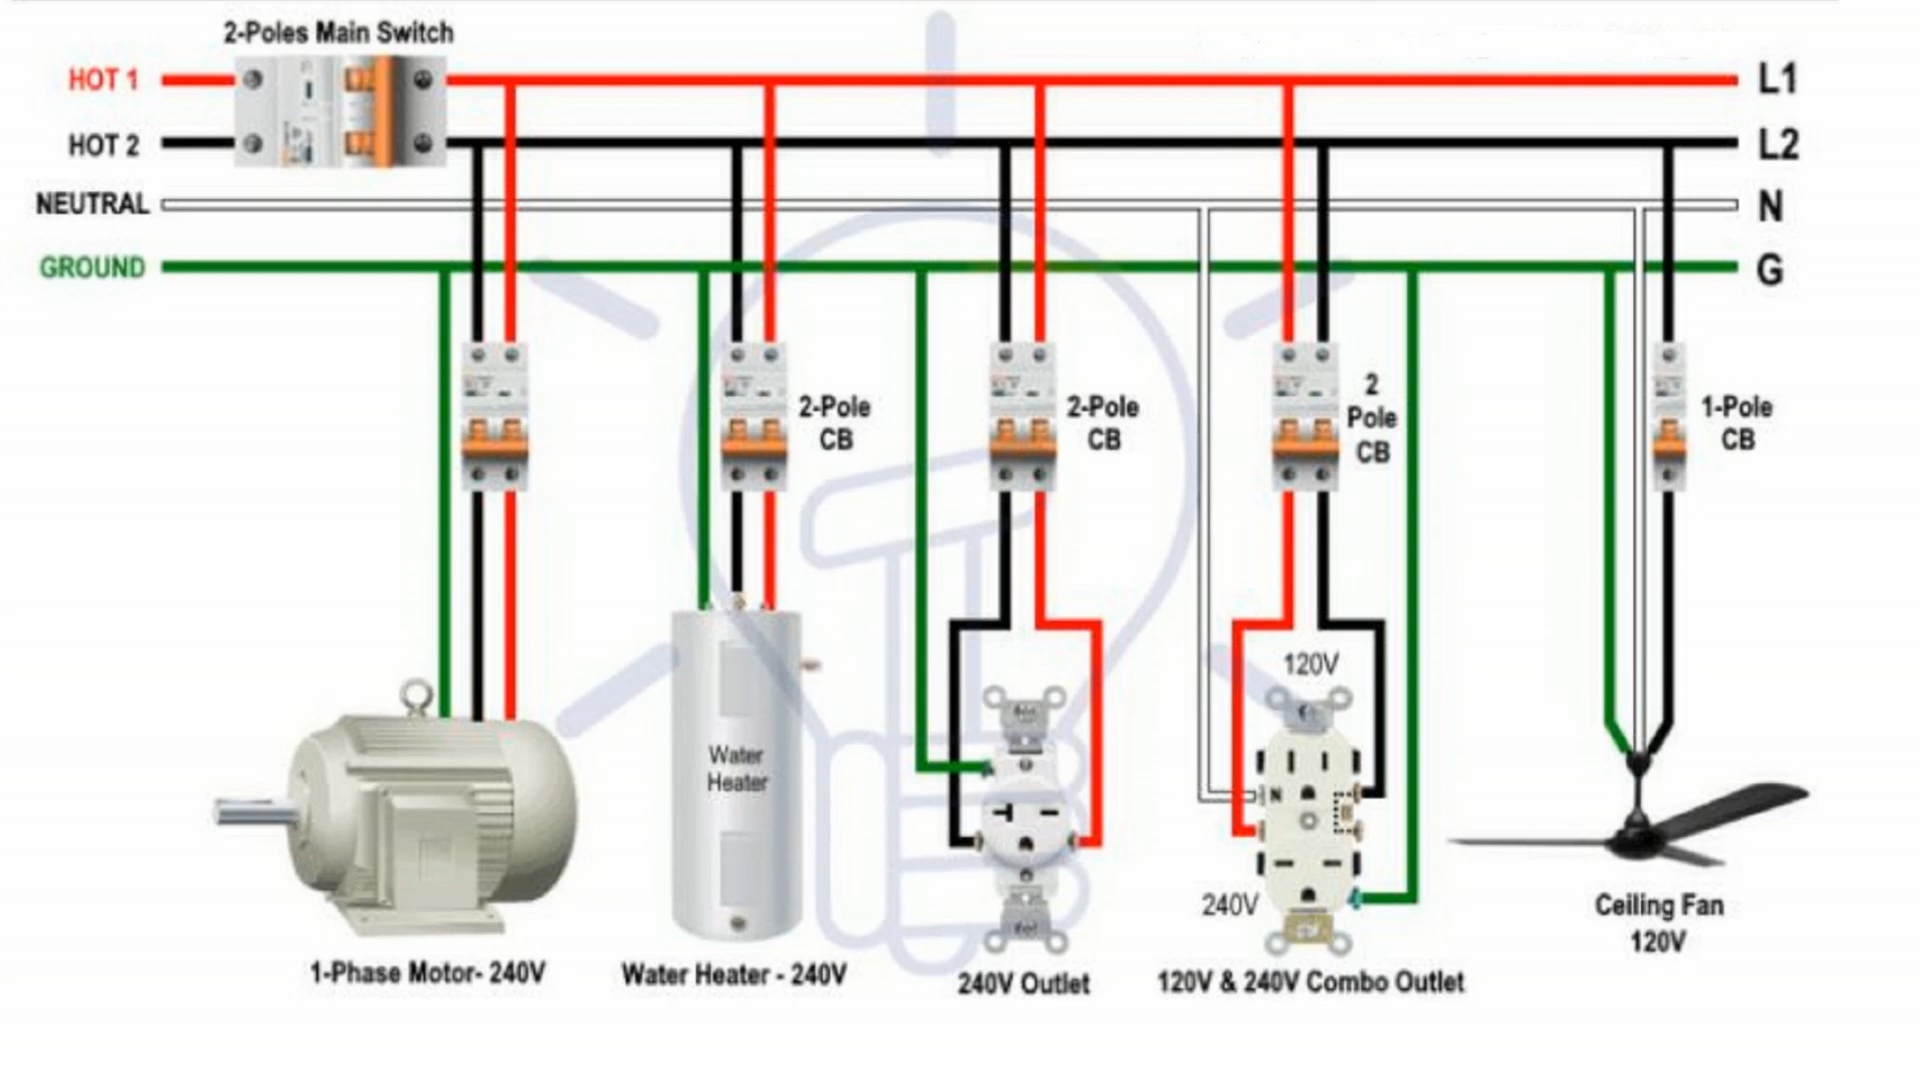 2-Poles Main Switch
HOT 1
L1
HOT 2
L2
NEUTRAL
N
GROUND
G
2-Pole
CB
2-Pole
CB
2
Pole
CB
1-Pole
CB
120V
Water
Heater
N
240V
Ceiling Fan
120V
1-Phase Motor- 240V
Water Heater - 240V
240V Outlet
120V & 240V Combo Outlet